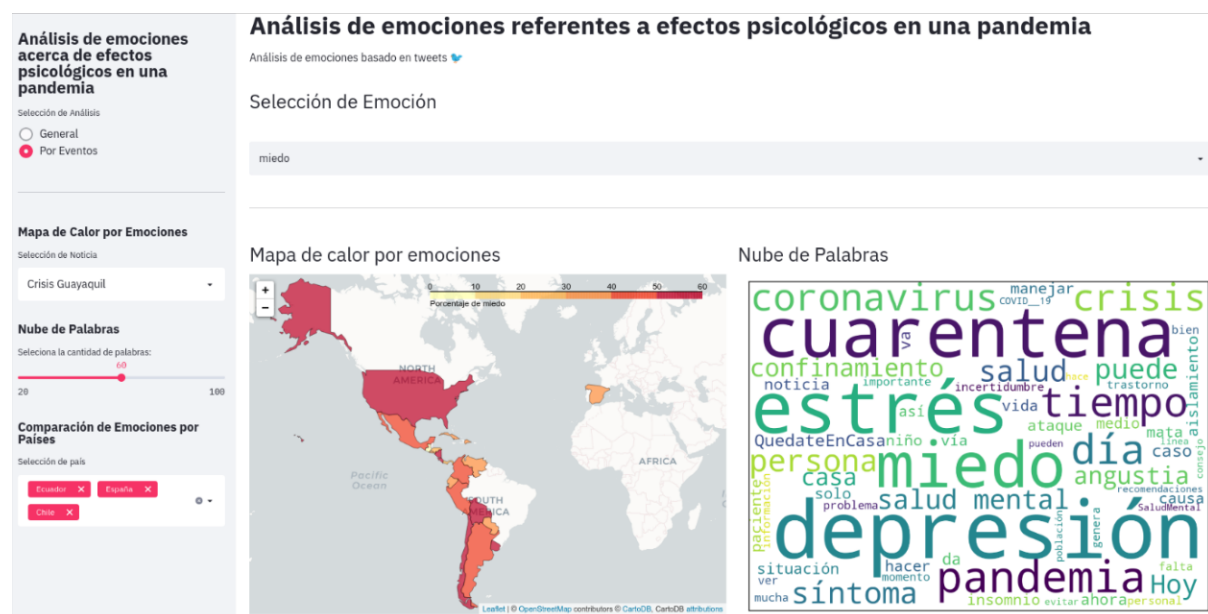 Análisis de emociones
acerca de efectos
psicológicos en una
pandemia
Selección de Análisis
General
Por Eventos
Mapa de Calor por Emociones
Selección de Noticia
Crisis Guayaquil
Nube de Palabras
Seleciona la cantidad de palabras:
60
20 100
Comparación de Emociones por
Países
Selección de país
Ecuador X España X
Chile X
Análisis de emociones referentes a efectos psicológicos en una pandemia
Análisis de emociones basado en tweets
Selección de Emoción
miedo
Mapa de calor por emociones
+
−
0 10 20 30 40 50 60
Porcentaje de miedo
NORTH
AMERICA
Pacific
Ocean
SOUTH
AMERICA
AFRICA
Leaflet | © OpenStreetMap contributors © CartoDB, CartoDB attributions
Nube de Palabras
manejar
coronavirus COVID__19 crisis
cuarentena va bien
confinamiento salud puede
noticia importante incertidumbre hace trastorno
estrés así vida tiempo aislamiento
QuedateEnCasa niño vía ataque medio mata línea
persona miedo pueden día caso consejo
casa angustia
solo recomendaciones
problema salud mental causa
paciente información SaludMental
depresión población genera
situación hacer da falta
ver momento pandemia Hoy
mucha síntoma insomnio evitar ahora personal